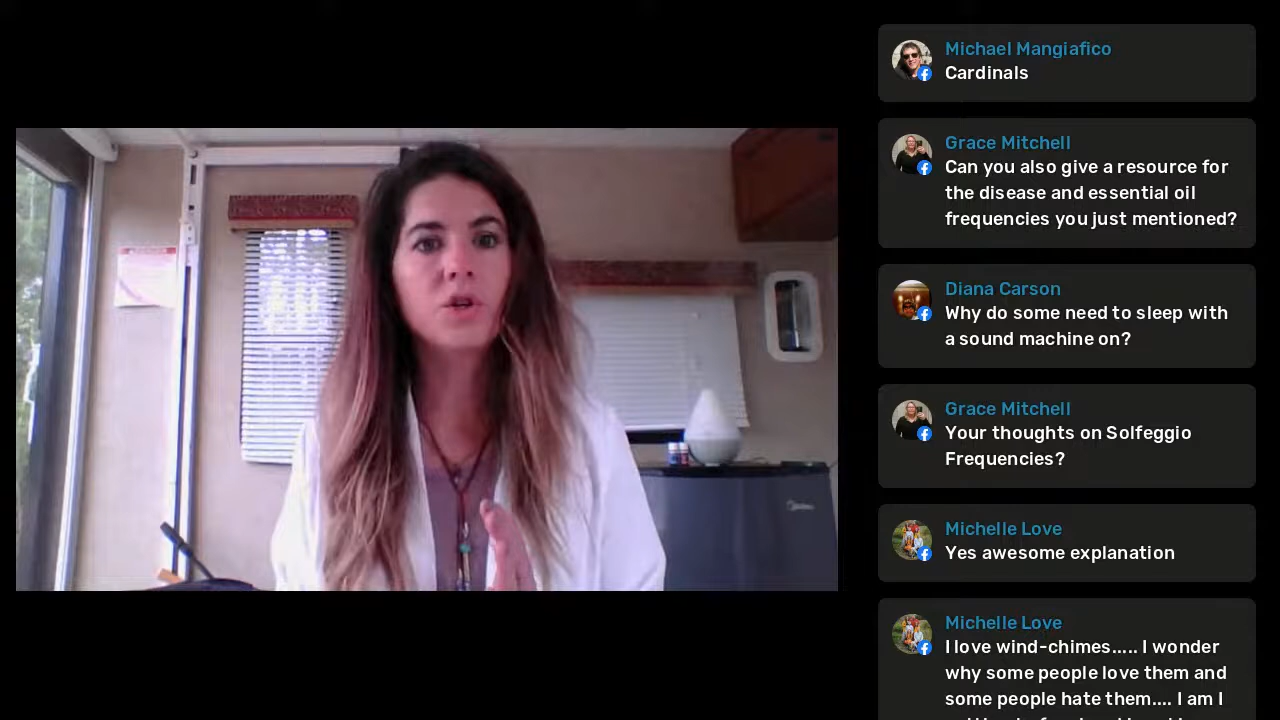 Michael Mangiafico
Cardinals
Grace Mitchell
Can you also give a resource for
the disease and essential oil
frequencies you just mentioned?
Diana Carson
Why do some need to sleep with
a sound machine on?
Grace Mitchell
Your thoughts on Solfeggio
Frequencies?
Michelle Love
Yes awesome explanation
Michelle Love
I love wind-chimes..... I wonder
why some people love them and
some people hate them.... I am I